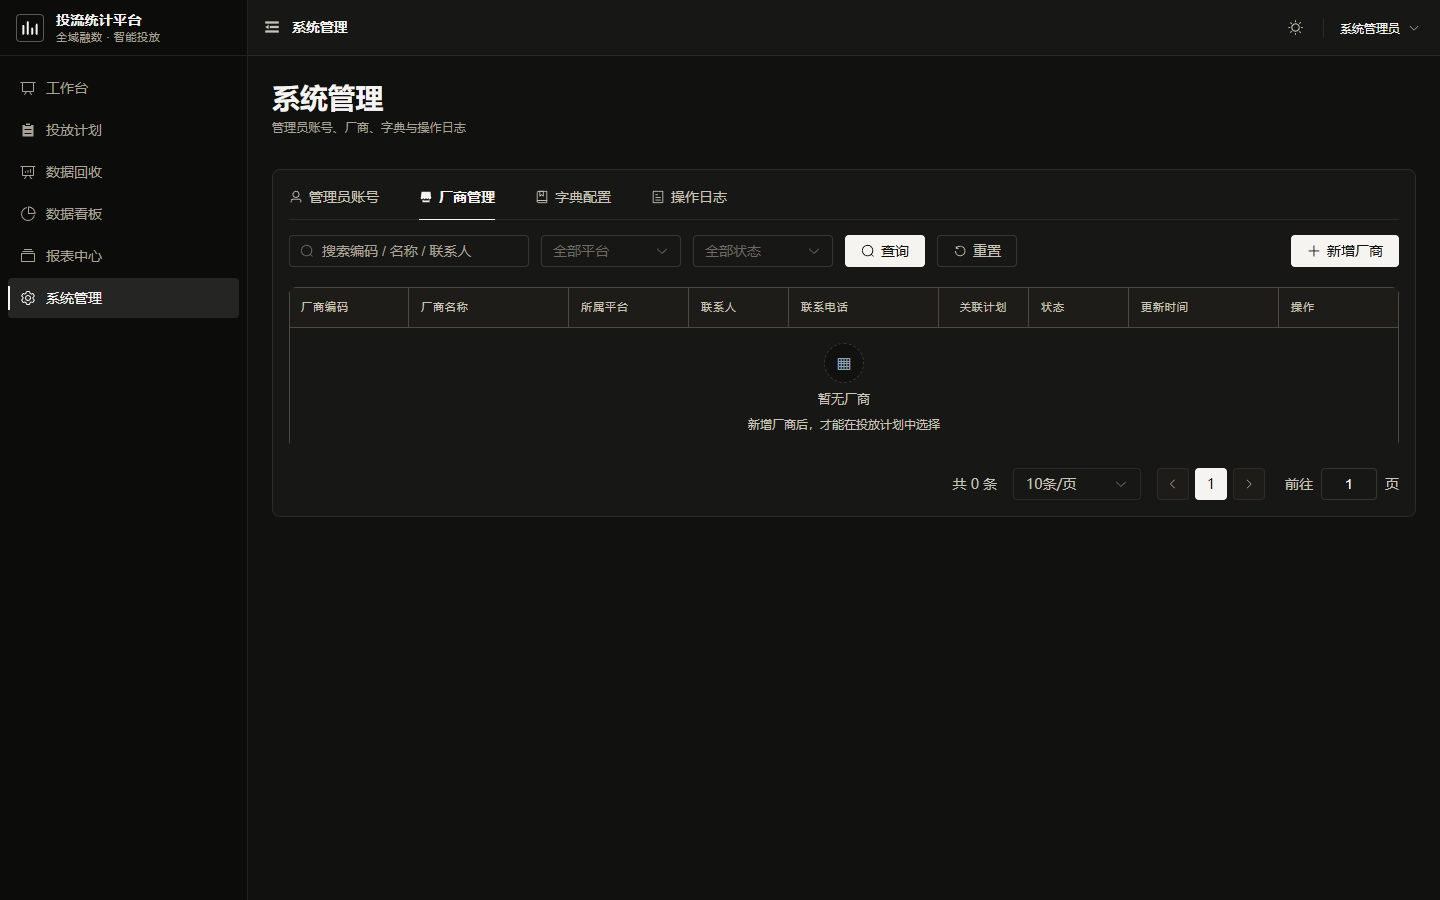 投流统计平台
全域融数 · 智能投放
系统管理
系统管理员
工作台
投放计划
数据回收
数据看板
报表中心
系统管理
系统管理
管理员账号、厂商、字典与操作日志
管理员账号 厂商管理 字典配置 操作日志
搜索编码 / 名称 / 联系人 全部平台 全部状态 查询 重置 新增厂商
厂商编码 厂商名称 所属平台 联系人 联系电话 关联计划 状态 更新时间 操作
暂无厂商
新增厂商后，才能在投放计划中选择
共 0 条 10条/页 1 前往 1 页